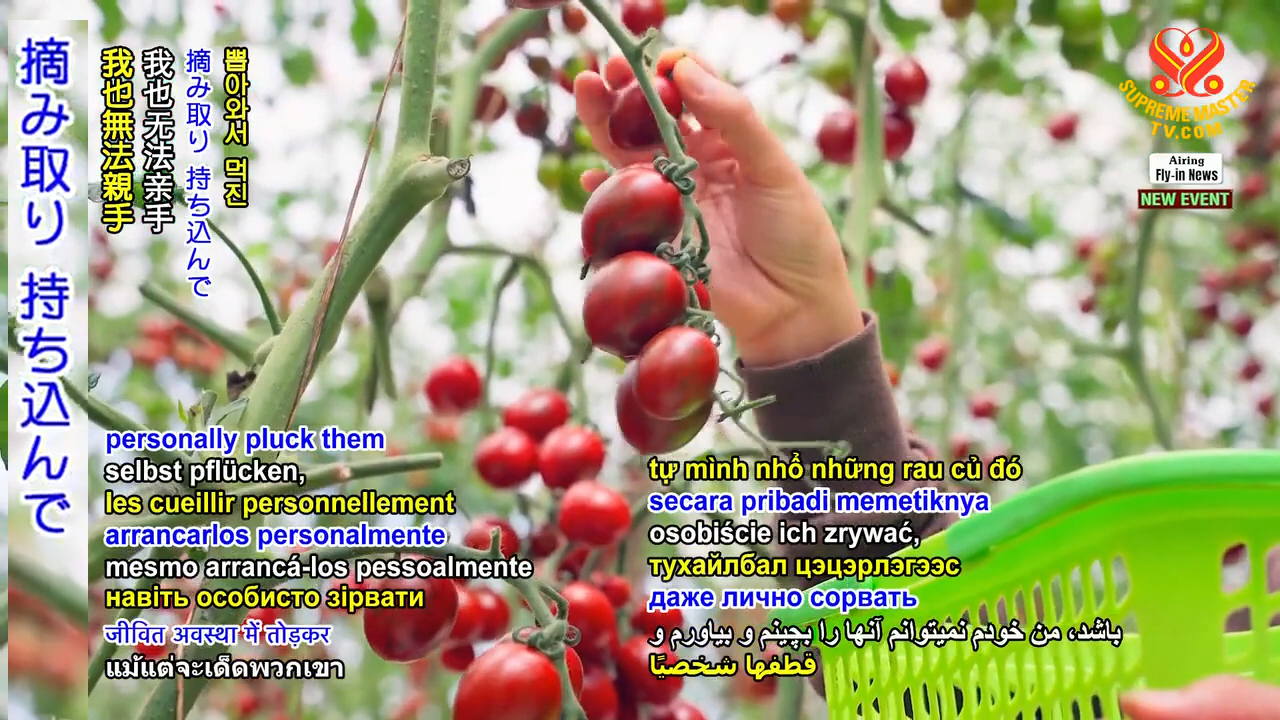 摘み取り 持ち込んで
我也無法親手
我也无法亲手
摘み取り 持ち込んで
뽑아와서 먹진
SUPREME MASTER
TV.COM
Airing
Fly-in News
NEW EVENT
personally pluck them
selbst pflücken,
les cueillir personnellement
arrancarlos personalmente
mesmo arrancá-los pessoalmente
навіть особисто зірвати
जीवित अवस्था में तोड़कर
แม้แต่จะเด็ดพวกเขา
tự mình nhổ những rau củ đó
secara pribadi memetiknya
osobiście ich zrywać,
тухайлбал цэцэрлэгээс
даже лично сорвать
باشد، من خودم نمیتوانم آنها را بچینم و بیاورم و
قطفها شخصيًا